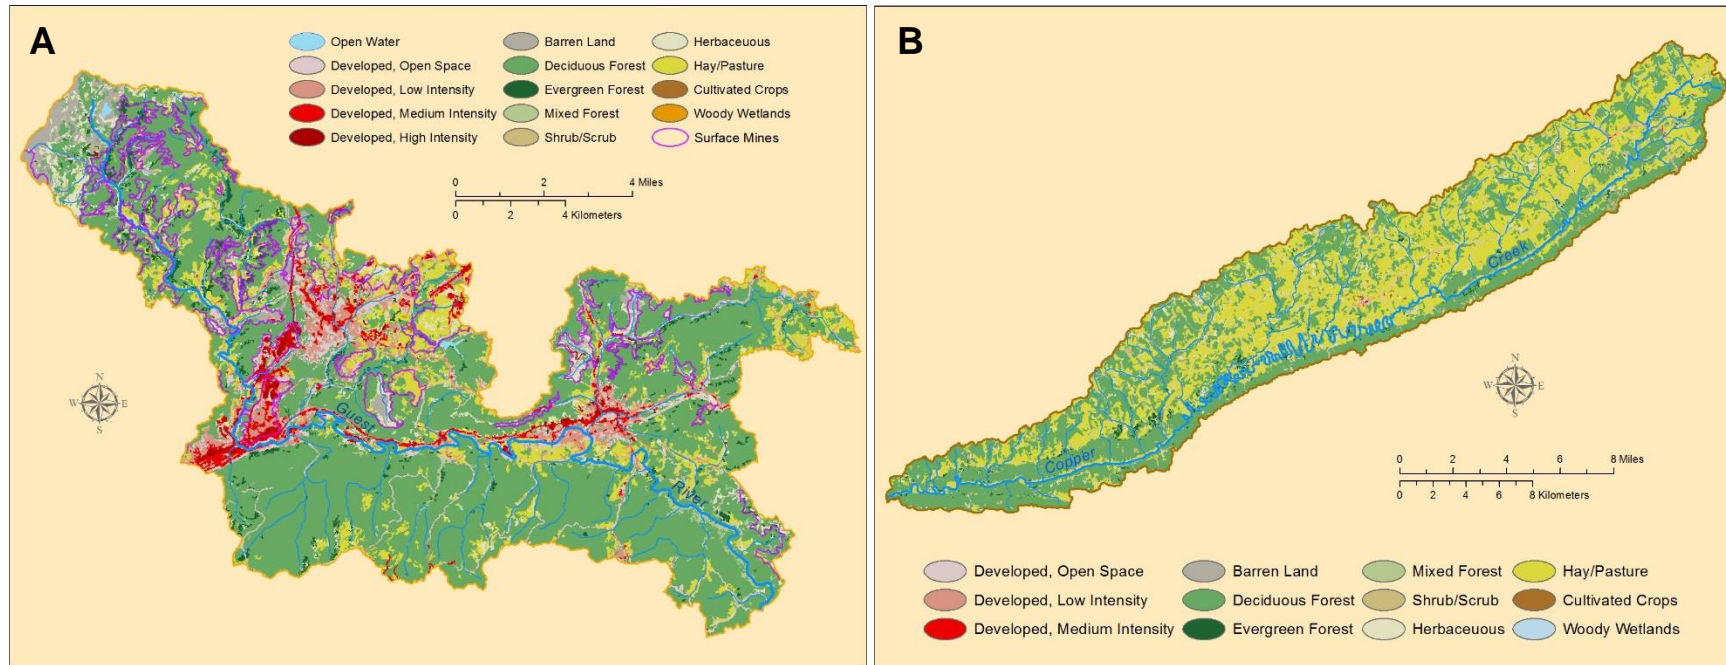 A
Open Water
Developed, Open Space
Developed, Low Intensity
Developed, Medium Intensity
Developed, High Intensity
Barren Land
Deciduous Forest
Evergreen Forest
Mixed Forest
Shrub/Scrub
Herbaceuous
Hay/Pasture
Cultivated Crops
Woody Wetlands
Surface Mines
0 2 4 Miles
0 2 4 Kilometers
N
W E
S
Guest
River
B
Creek
Copper
N
W E
S
0 2 4 6 8 Miles
0 2 4 6 8 Kilometers
Developed, Open Space
Developed, Low Intensity
Developed, Medium Intensity
Barren Land
Deciduous Forest
Evergreen Forest
Mixed Forest
Shrub/Scrub
Herbaceuous
Hay/Pasture
Cultivated Crops
Woody Wetlands